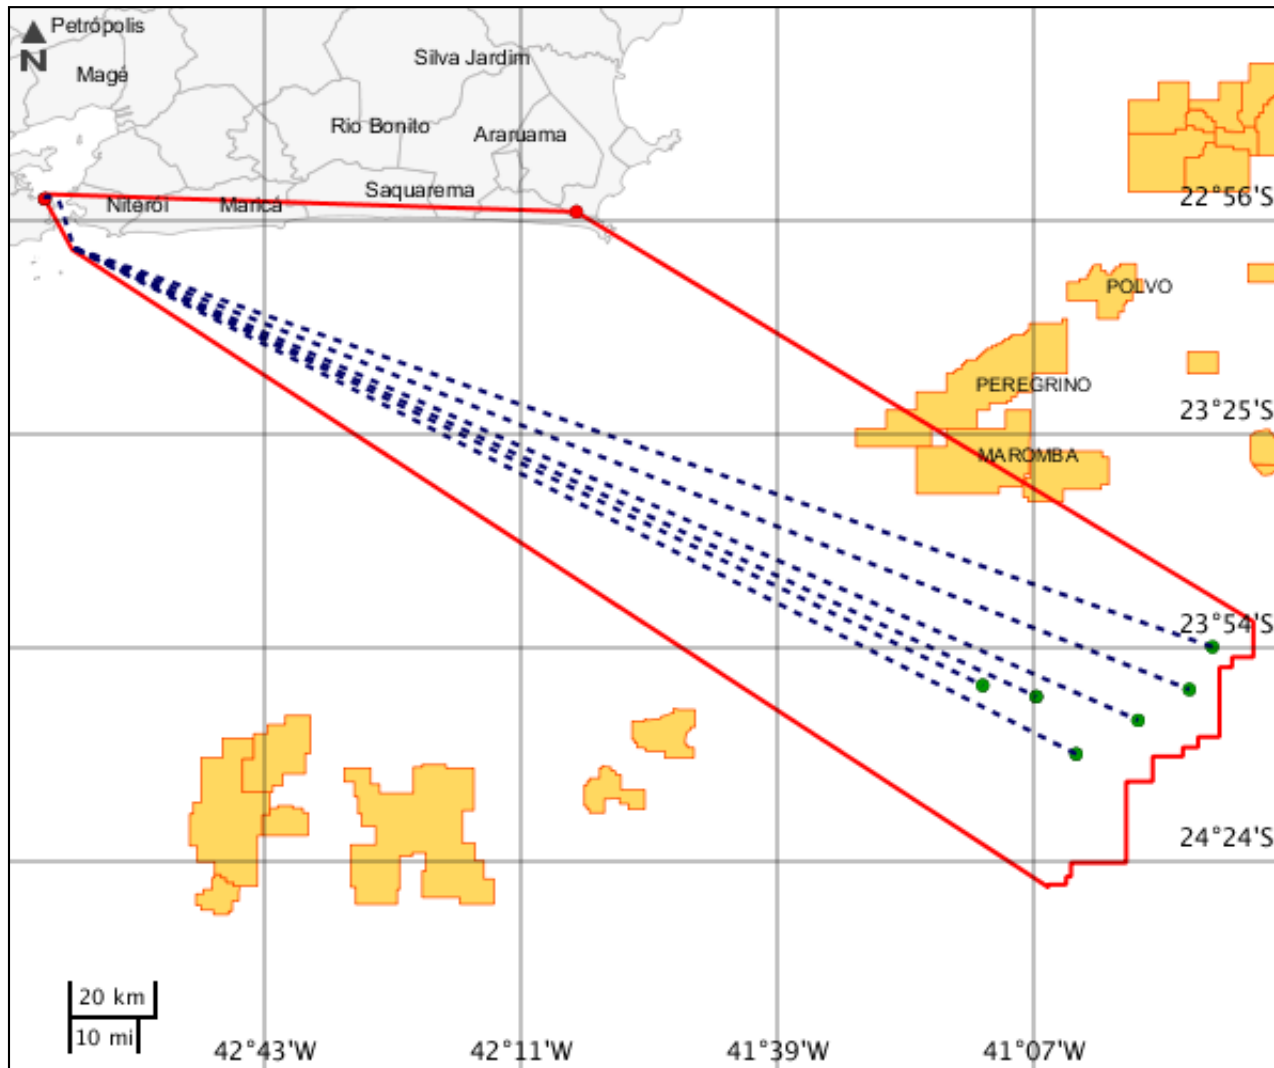 Petrópolis
N
Magé
Silva Jardim
Rio Bonito
Araruama
Saquarema
Niterói
Maricá
22°56'S
POLVO
PEREGRINO
23°25'S
MAROMBA
23°54'S
24°24'S
20 km
10 mi
42°43'W
42°11'W
41°39'W
41°07'W